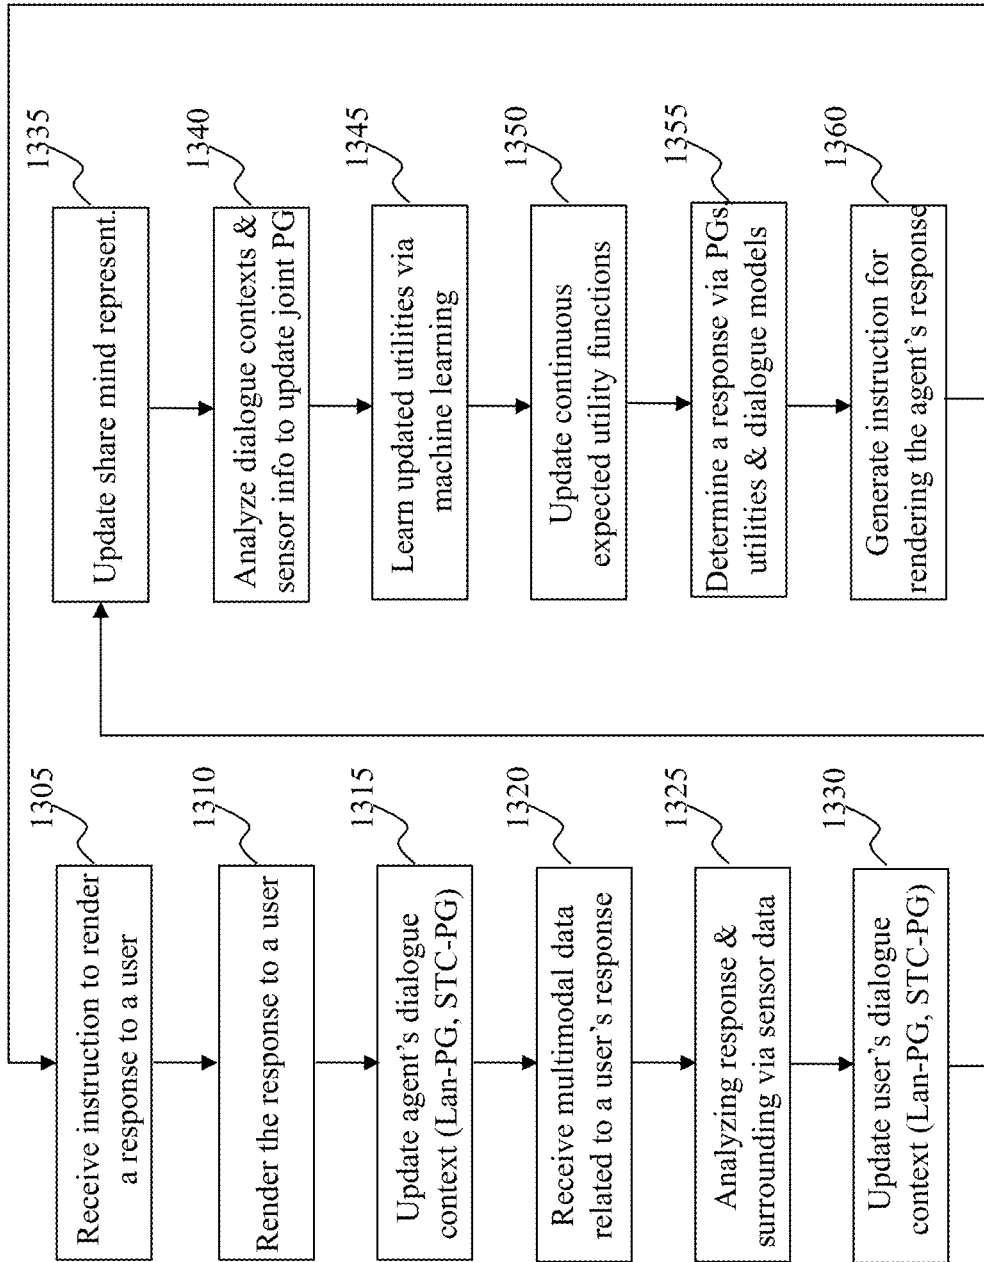 1305
Receive instruction to render
a response to a user
1310
Render the response to a user
1315
Update agent's dialogue
context (Lan-PG, STC-PG)
1320
Receive multimodal data
related to a user's response
1325
Analyzing response &
surrounding via sensor data
1330
Update user's dialogue
context (Lan-PG, STC-PG)
1335
Update share mind represent.
1340
Analyze dialogue contexts &
sensor info to update joint PG
1345
Learn updated utilities via
machine learning
1350
Update continuous
expected utility functions
1355
Determine a response via PGs,
utilities & dialogue models
1360
Generate instruction for
rendering the agent's response